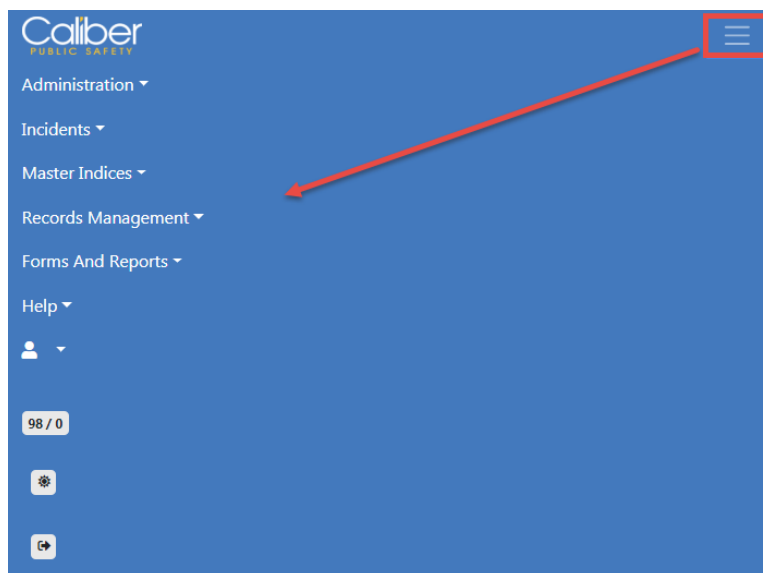 Caliber
PUBLIC SAFETY
Administration
Incidents
Master Indices
Records Management
Forms And Reports
Help
98 / 0